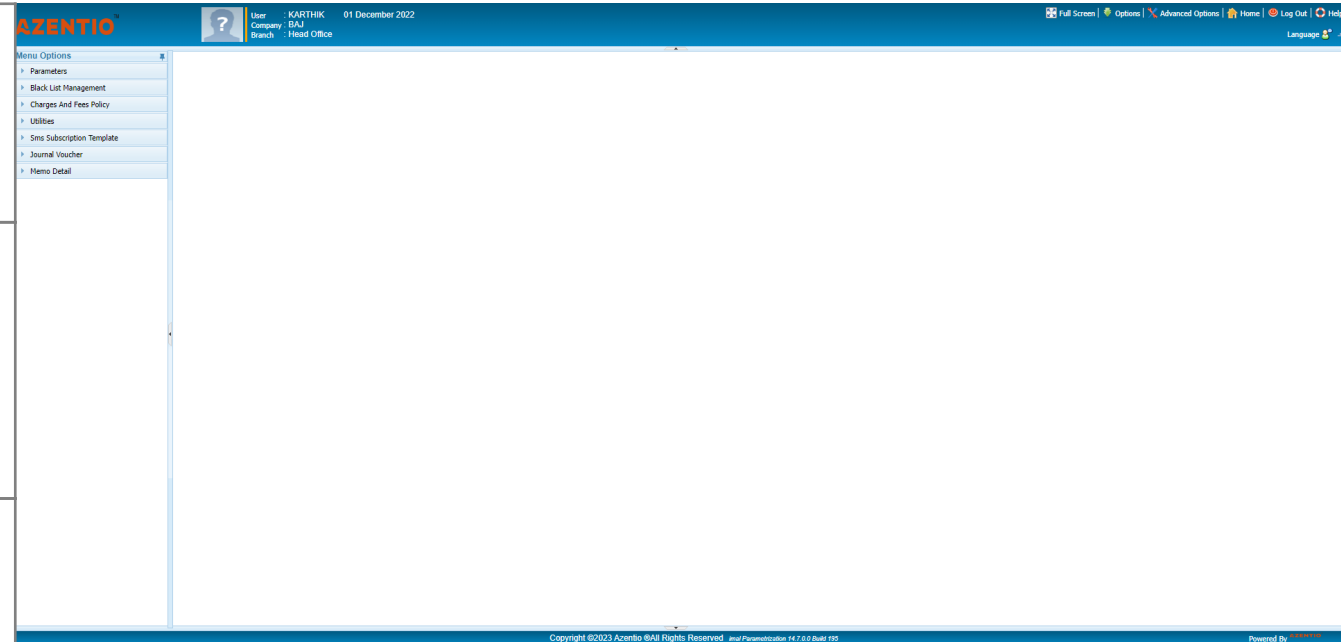 AZENTIO
?
User : KARTHIK 01 December 2022
Company : BAJ
Branch : Head Office
Full Screen | Options | Advanced Options | Home | Log Out | Help
Language
Menu Options
Parameters
Black List Management
Charges And Fees Policy
Utilities
Sms Subscription Template
Journal Voucher
Memo Detail
Copyright ©2023 Azentio ®All Rights Reserved imal Parametrization 14.7.0.0 Build 195
Powered By AZENTIO